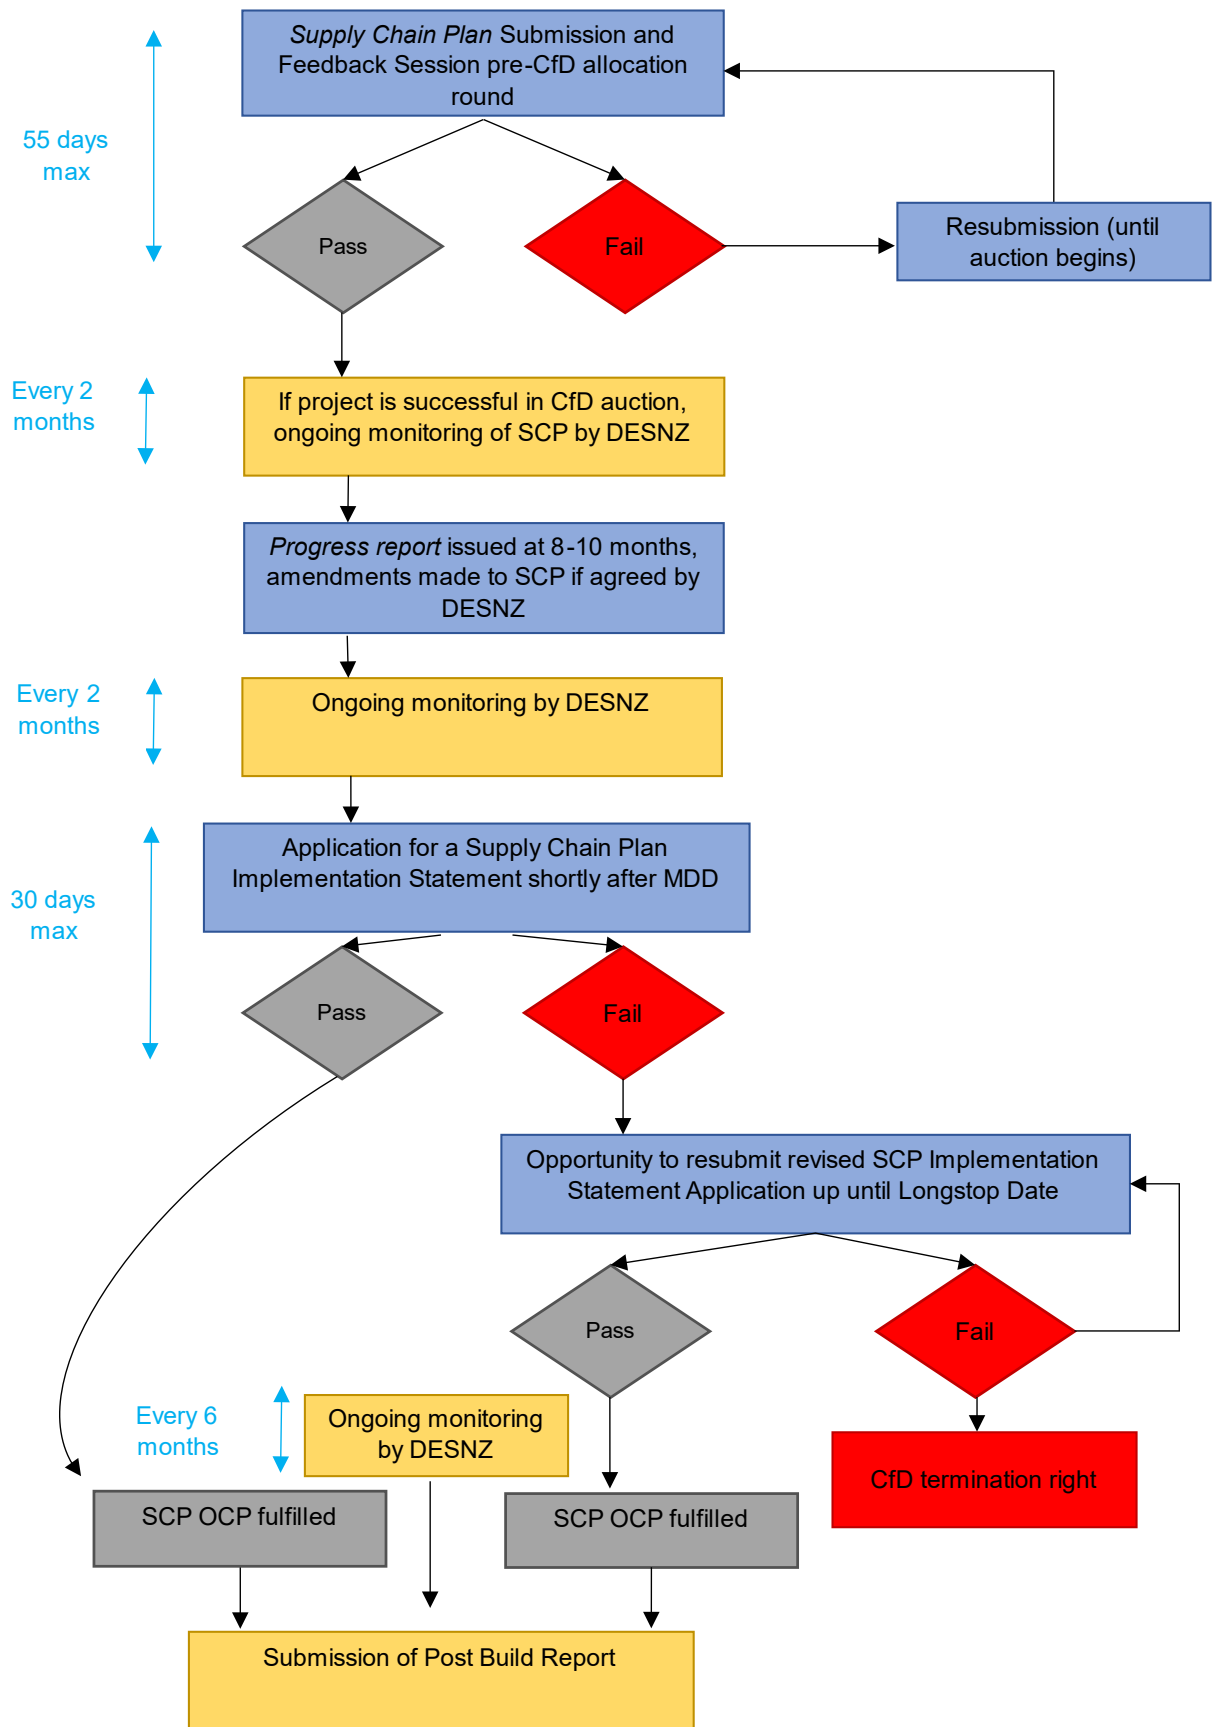 Supply Chain Plan Submission and
Feedback Session pre-CfD allocation
round
55 days
max
Pass
Fail
Resubmission (until
auction begins)
Every 2
months
If project is successful in CfD auction,
ongoing monitoring of SCP by DESNZ
Progress report issued at 8-10 months,
amendments made to SCP if agreed by
DESNZ
Every 2
months
Ongoing monitoring by DESNZ
Application for a Supply Chain Plan
Implementation Statement shortly after MDD
30 days
max
Pass
Fail
Opportunity to resubmit revised SCP Implementation
Statement Application up until Longstop Date
Pass
Fail
Every 6
months
Ongoing monitoring
by DESNZ
CfD termination right
SCP OCP fulfilled
SCP OCP fulfilled
Submission of Post Build Report